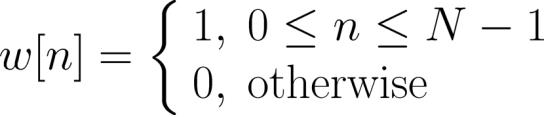 w[n] = { 1, 0 ≤ n ≤ N − 1
0, otherwise